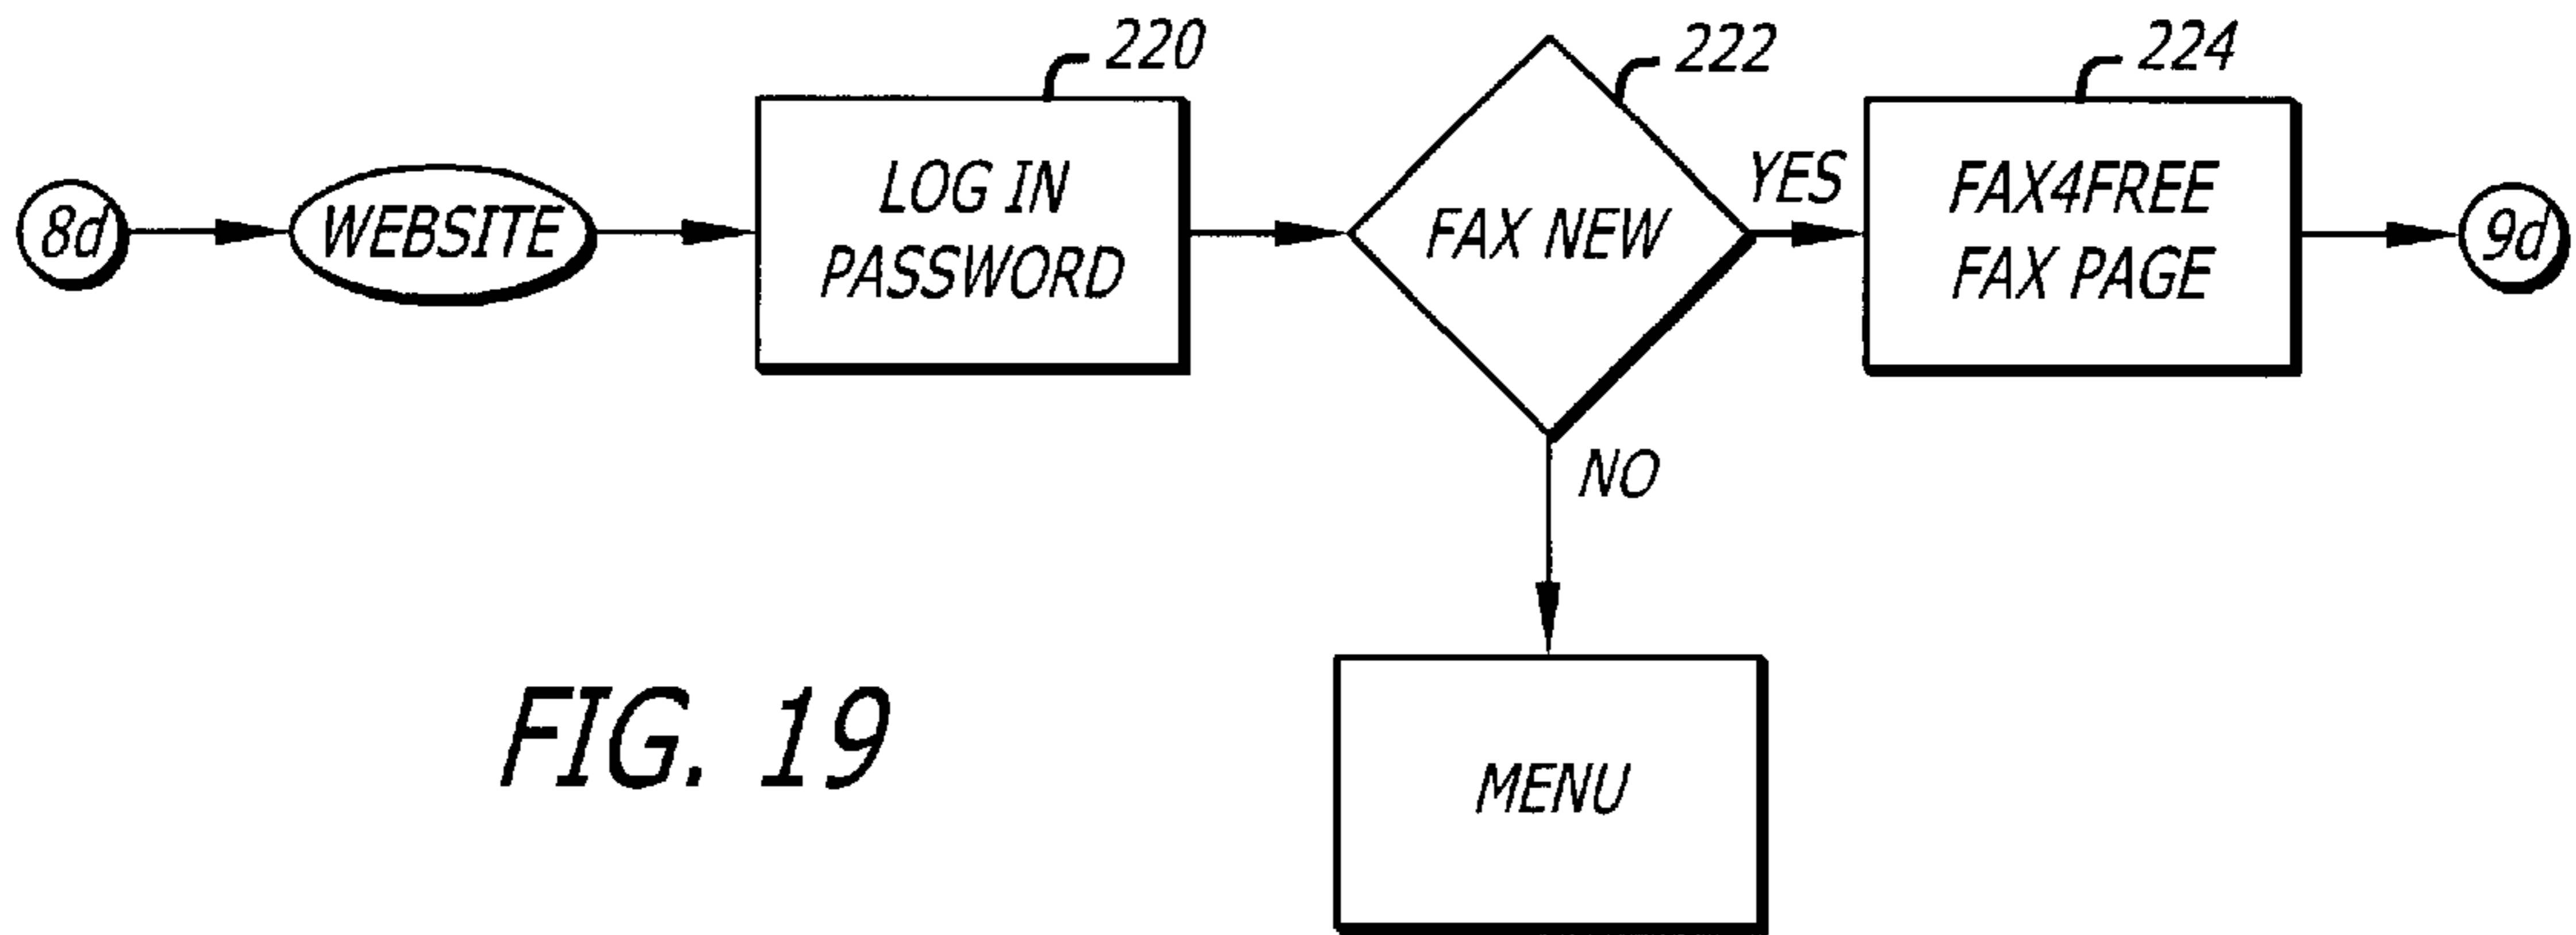 220
222
224
8d
WEBSITE
LOG IN
PASSWORD
FAX NEW
YES
FAX4FREE
FAX PAGE
9d
NO
MENU
FIG. 19